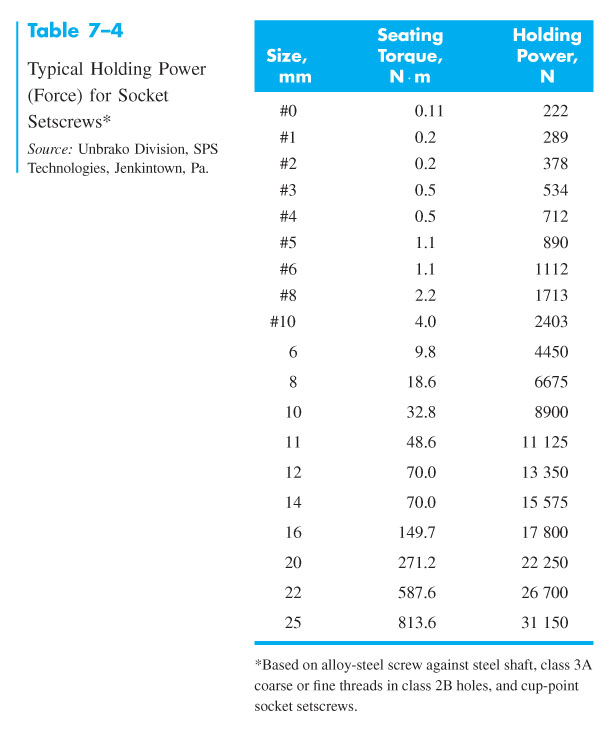 Table 7–4
Typical Holding Power
(Force) for Socket
Setscrews*
Source: Unbrako Division, SPS
Technologies, Jenkintown, Pa.
Size, mm Seating Torque, N · m Holding Power, N
#0 0.11 222
#1 0.2 289
#2 0.2 378
#3 0.5 534
#4 0.5 712
#5 1.1 890
#6 1.1 1112
#8 2.2 1713
#10 4.0 2403
6 9.8 4450
8 18.6 6675
10 32.8 8900
11 48.6 11 125
12 70.0 13 350
14 70.0 15 575
16 149.7 17 800
20 271.2 22 250
22 587.6 26 700
25 813.6 31 150
*Based on alloy-steel screw against steel shaft, class 3A
coarse or fine threads in class 2B holes, and cup-point
socket setscrews.